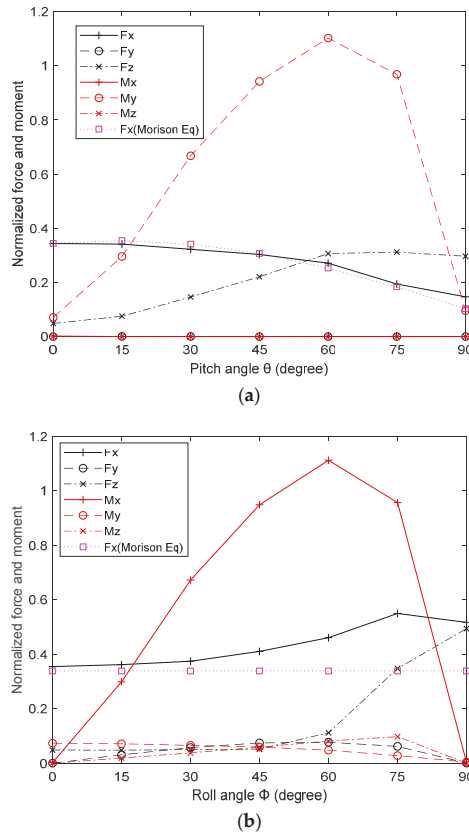 1.2
1
0.8
0.6
0.4
0.2
0
Normalized force and moment
Fx
Fy
Fz
Mx
My
Mz
Fx(Morison Eq)
0 15 30 45 60 75 90
Pitch angle θ (degree)
(a)
1.2
1
0.8
0.6
0.4
0.2
0
Normalized force and moment
Fx
Fy
Fz
Mx
My
Mz
Fx(Morison Eq)
0 15 30 45 60 75 90
Roll angle Φ (degree)
(b)